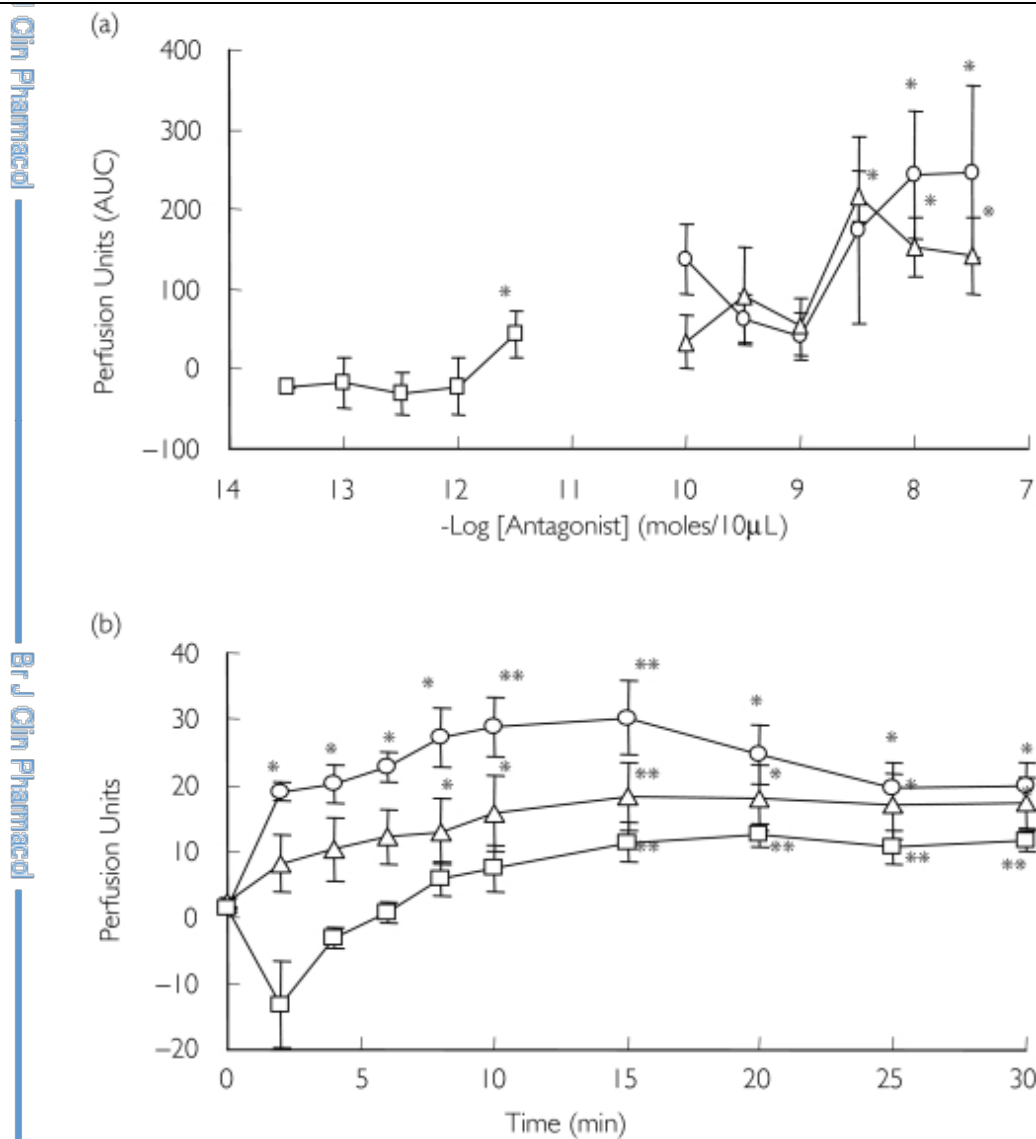 l Clin Pharmacol
Br J Clin Pharmacol
(a)
Perfusion Units (AUC)
400
300
200
100
0
–100
* * * * * *
14 13 12 11 10 9 8 7
-Log [Antagonist] (moles/10μL)
(b)
Perfusion Units
40
30
20
10
0
–10
–20
* * * * ** ** * * *
* * ** * *
** ** ** **
0 5 10 15 20 25 30
Time (min)